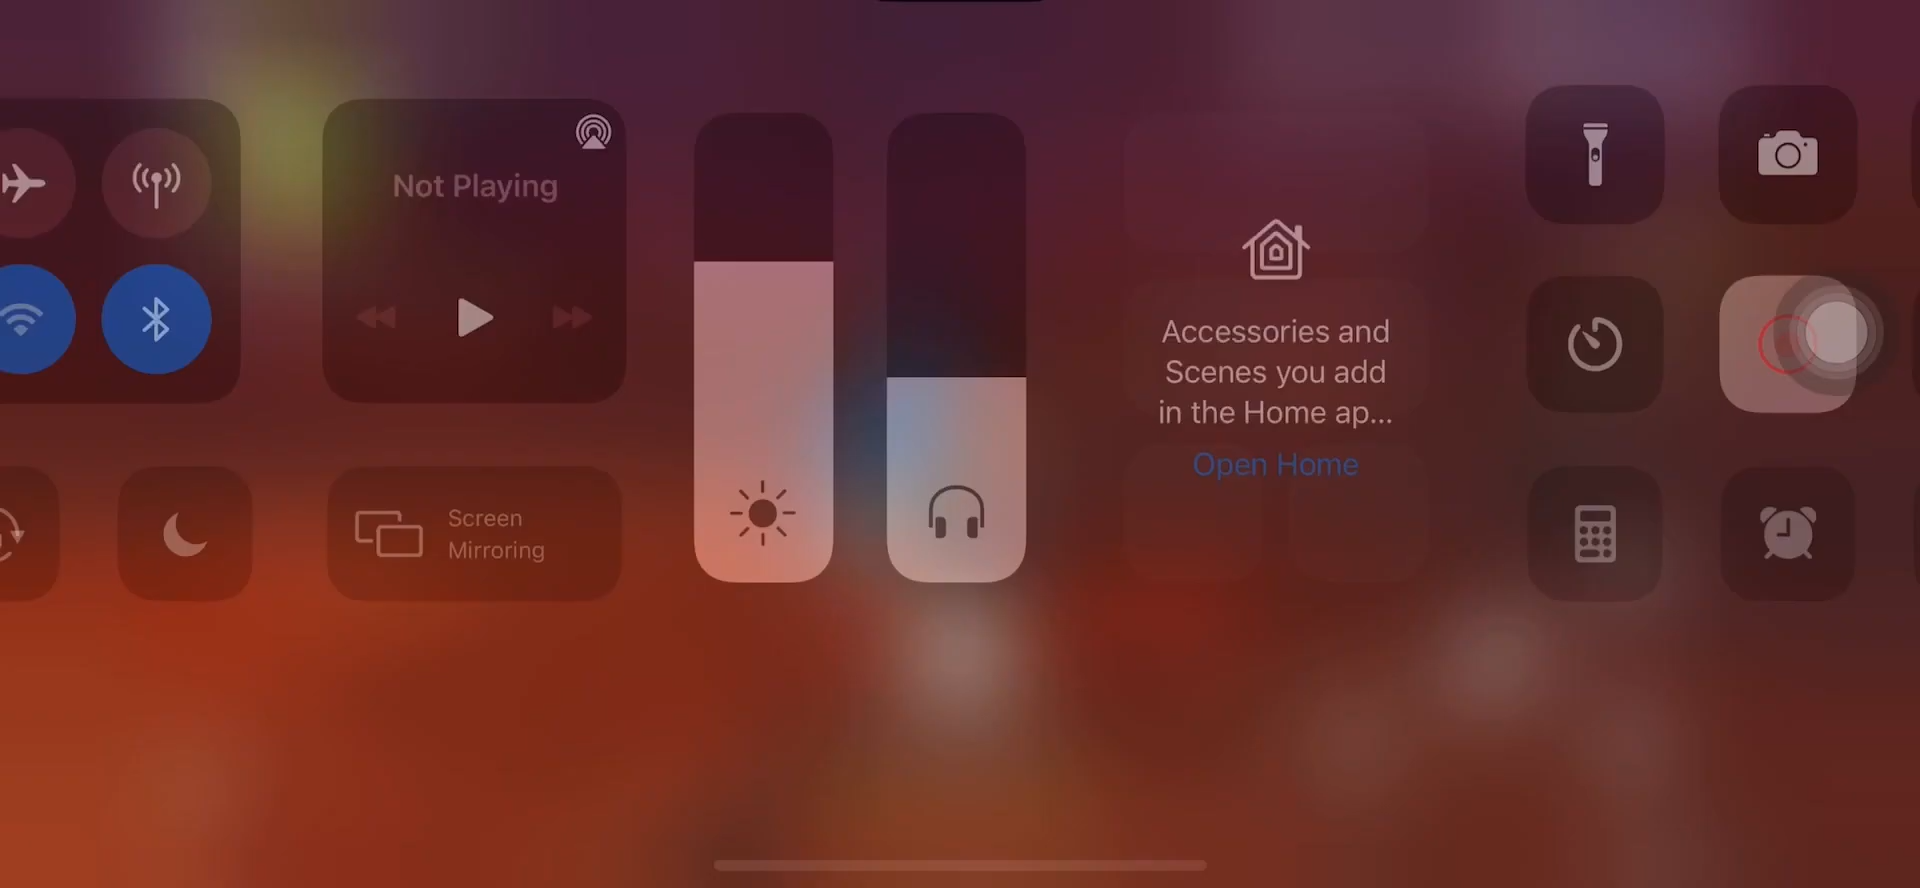 Not Playing
Screen
Mirroring
Accessories and
Scenes you add
in the Home ap...
Open Home